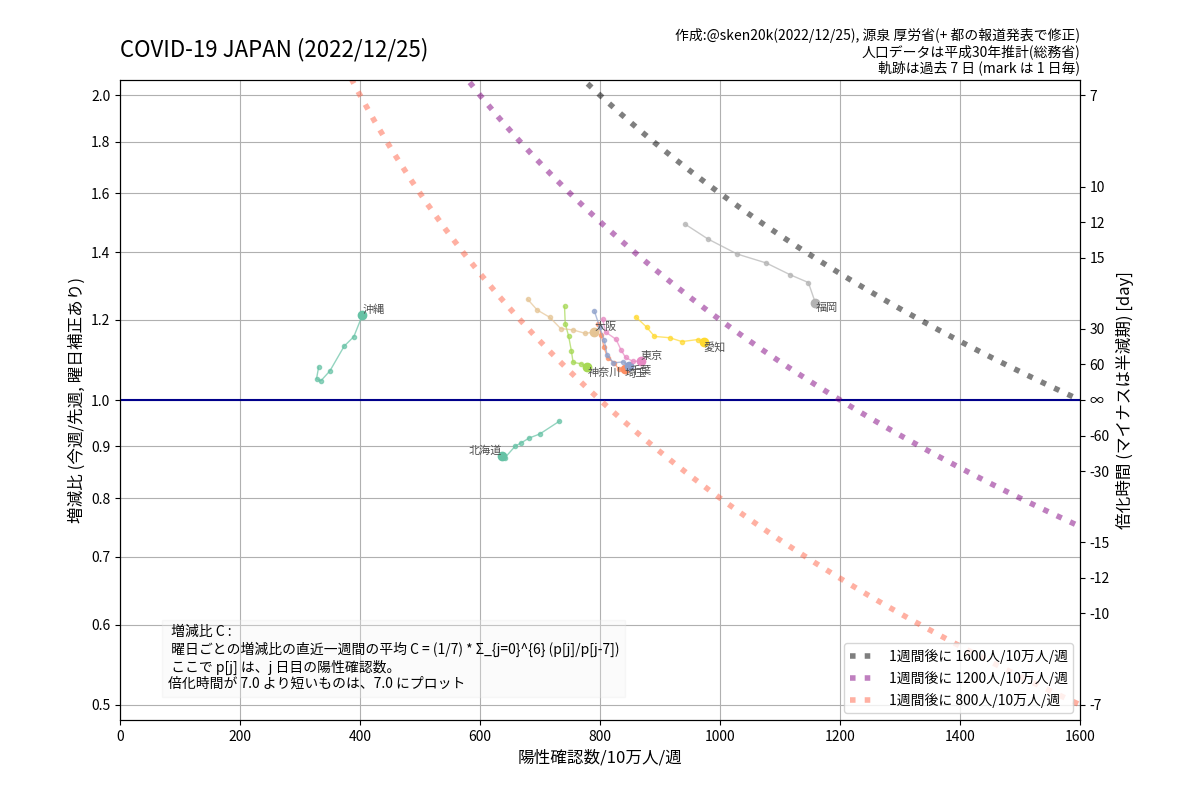 COVID-19 JAPAN (2022/12/25)
作成:@sken20k(2022/12/25), 源泉 厚労省(+ 都の報道発表で修正)
人口データは平成30年推計(総務省)
軌跡は過去 7 日 (mark は 1 日毎)
増減比 (今週/先週, 曜日補正あり)
2.0
1.8
1.6
1.4
1.2
1.0
0.9
0.8
0.7
0.6
0.5
沖縄
北海道
大阪
神奈川
埼玉
千葉
東京
愛知
福岡
7
10
12
15
30
60
∞
-60
-30
-15
-12
-10
-7
倍化時間 (マイナスは半減期) [day]
増減比 C :
曜日ごとの増減比の直近一週間の平均 C = (1/7) * Σ_{j=0}^{6} (p[j]/p[j-7])
ここで p[j] は、j 日目の陽性確認数。
倍化時間が 7.0 より短いものは、7.0 にプロット
1週間後に 1600人/10万人/週
1週間後に 1200人/10万人/週
1週間後に 800人/10万人/週
0 200 400 600 800 1000 1200 1400 1600
陽性確認数/10万人/週